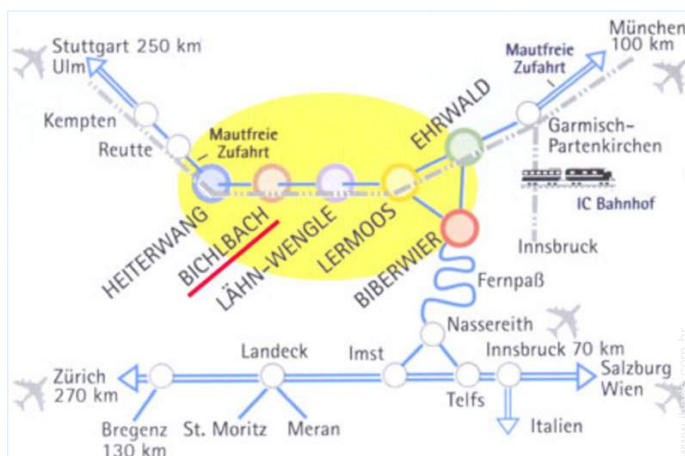 Stuttgart 250 km
Ulm
München
100 km
Mautfreie
Zufahrt
Kempten
Reutte
Mautfreie
Zufahrt
EHRWALD
Garmisch-
Partenkirchen
IC Bahnhof
HEITERWANG
BICHLBACH
LÄHN-WENGLE
LERMOOS
BIBERWIER
Innsbruck
Fernpaß
Nassereith
Landeck
Imst
Innsbruck 70 km
Zürich
270 km
Salzburg
Wien
Telfs
Bregenz
130 km
St. Moritz
Meran
Italien